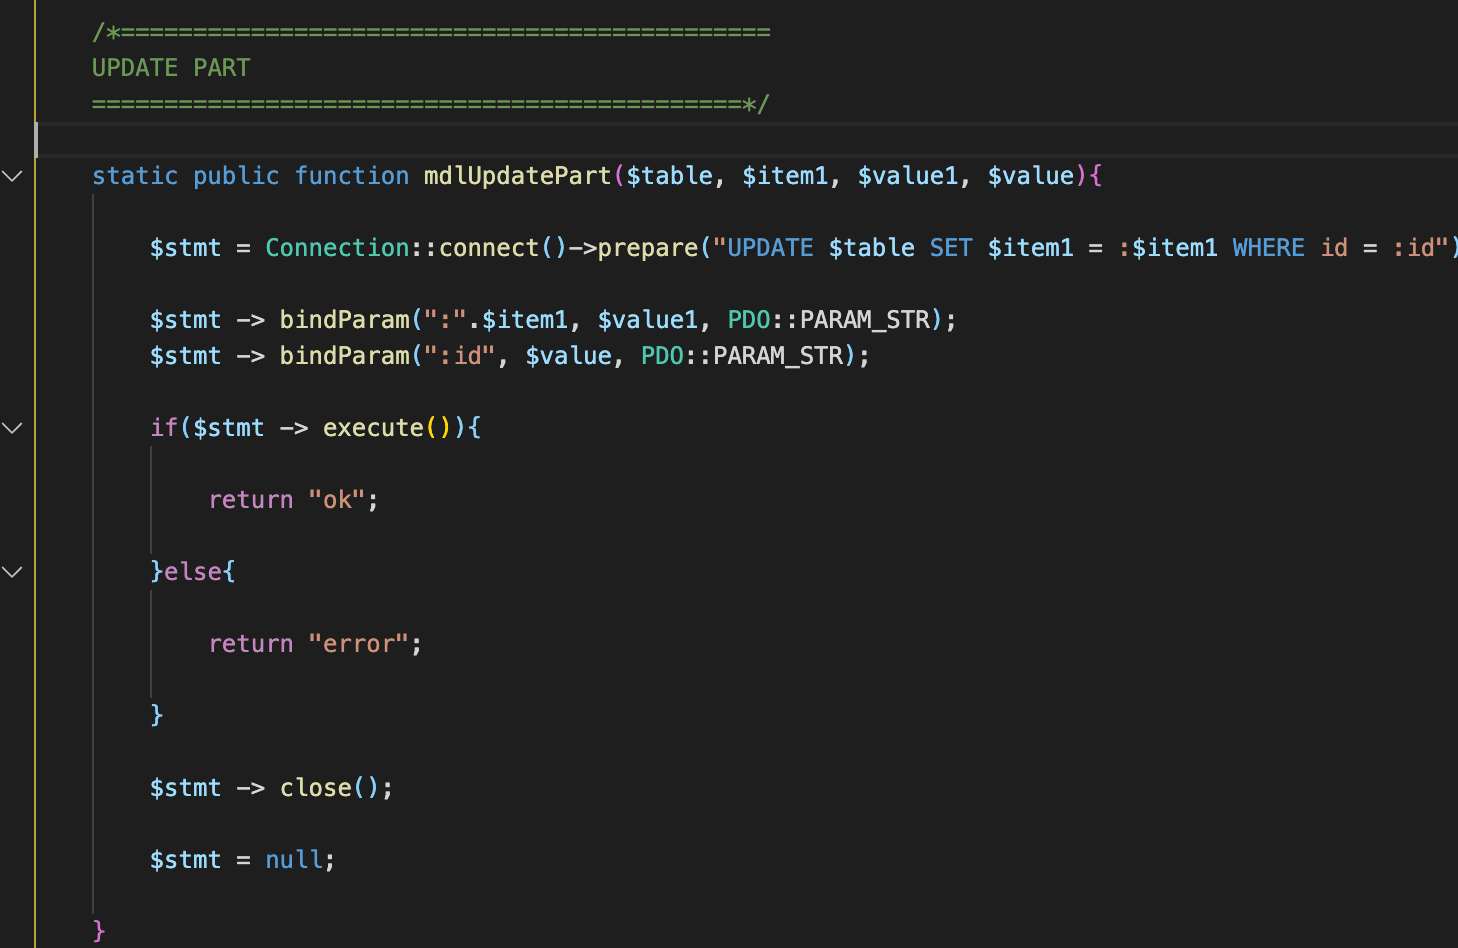 /*=============================================
UPDATE PART
=============================================*/
static public function mdlUpdatePart($table, $item1, $value1, $value){
$stmt = Connection::connect()->prepare("UPDATE $table SET $item1 = :$item1 WHERE id = :id")
$stmt -> bindParam(":".$item1, $value1, PDO::PARAM_STR);
$stmt -> bindParam(":id", $value, PDO::PARAM_STR);
if($stmt -> execute()){
return "ok";
}else{
return "error";
}
$stmt -> close();
$stmt = null;
}